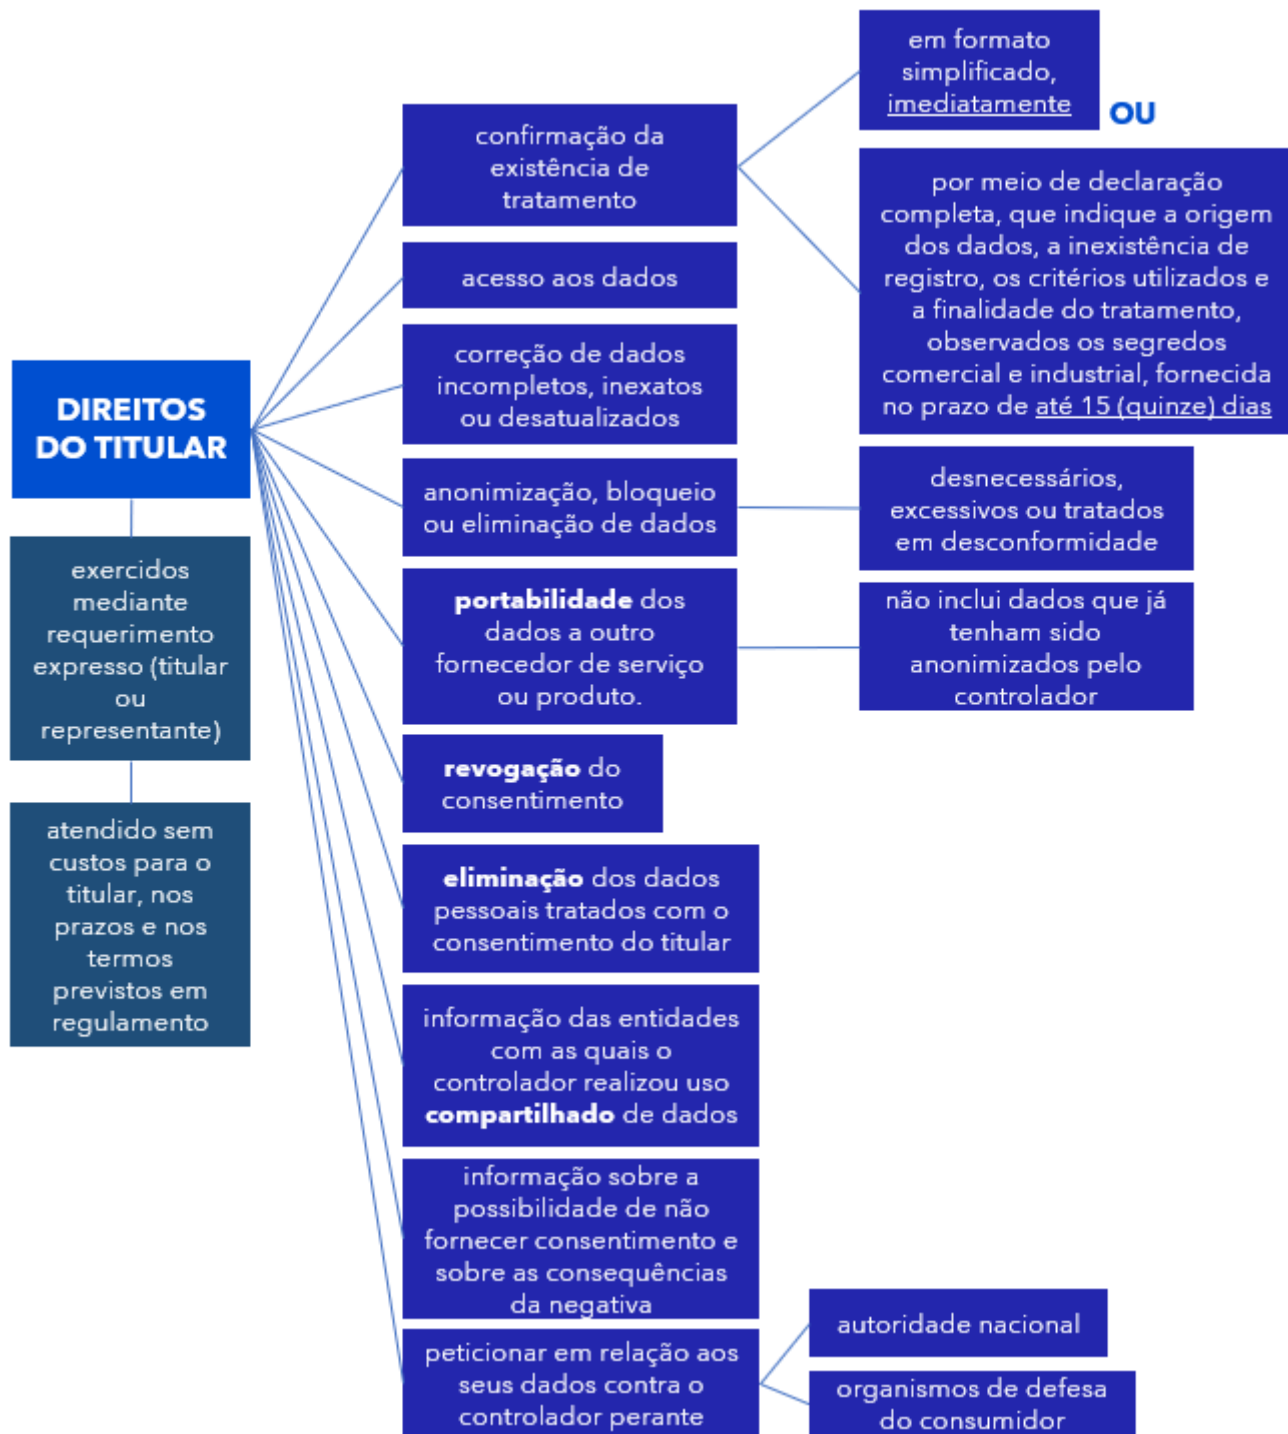 DIREITOS
DO TITULAR
exercidos
mediante
requerimento
expresso (titular
ou
representante)
atendido sem
custos para o
titular, nos
prazos e nos
termos
previstos em
regulamento
confirmação da
existência de
tratamento
em formato
simplificado,
imediatamente
OU
por meio de declaração
completa, que indique a origem
dos dados, a inexistência de
registro, os critérios utilizados e
a finalidade do tratamento,
observados os segredos
comercial e industrial, fornecida
no prazo de até 15 (quinze) dias
acesso aos dados
correção de dados
incompletos, inexatos
ou desatualizados
anonimização, bloqueio
ou eliminação de dados
desnecessários,
excessivos ou tratados
em desconformidade
portabilidade dos
dados a outro
fornecedor de serviço
ou produto.
não inclui dados que já
tenham sido
anonimizados pelo
controlador
revogação do
consentimento
eliminação dos dados
pessoais tratados com o
consentimento do titular
informação das entidades
com as quais o
controlador realizou uso
compartilhado de dados
informação sobre a
possibilidade de não
fornecer consentimento e
sobre as consequências
da negativa
peticionar em relação aos
seus dados contra o
controlador perante
autoridade nacional
organismos de defesa
do consumidor